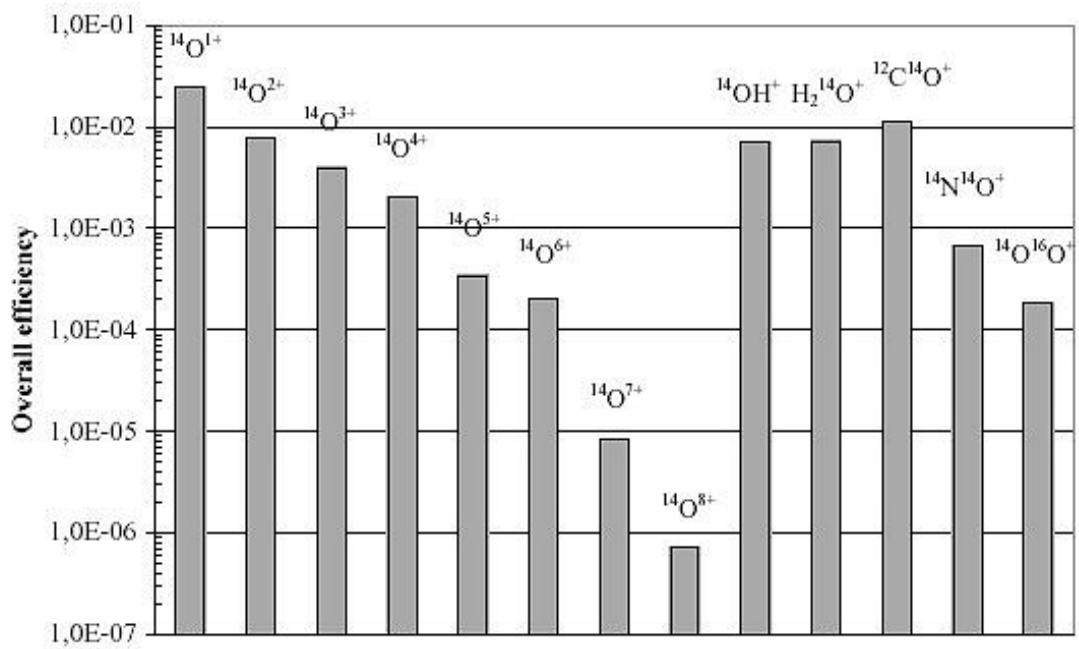 Overall efficiency
1,0E-01
1,0E-02
1,0E-03
1,0E-04
1,0E-05
1,0E-06
1,0E-07
¹⁴O¹⁺
¹⁴O²⁺
¹⁴O³⁺
¹⁴O⁴⁺
¹⁴O⁵⁺
¹⁴O⁶⁺
¹⁴O⁷⁺
¹⁴O⁸⁺
¹⁴OH⁺
H₂¹⁴O⁺
¹²C¹⁴O⁺
¹⁴N¹⁴O⁺
¹⁴O¹⁶O⁺